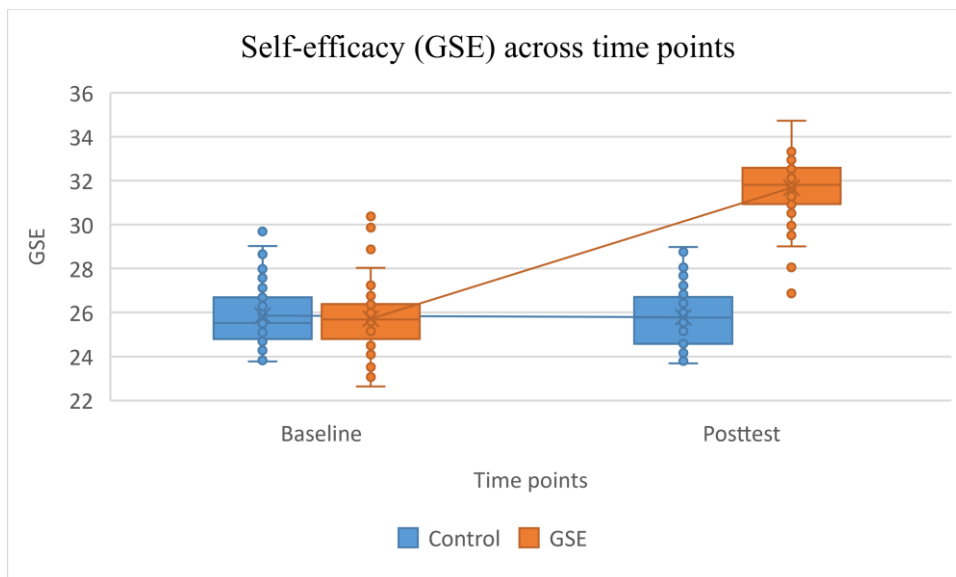 Self-efficacy (GSE) across time points
36
34
32
30
28
26
24
22
GSE
Baseline
Posttest
Time points
Control
GSE